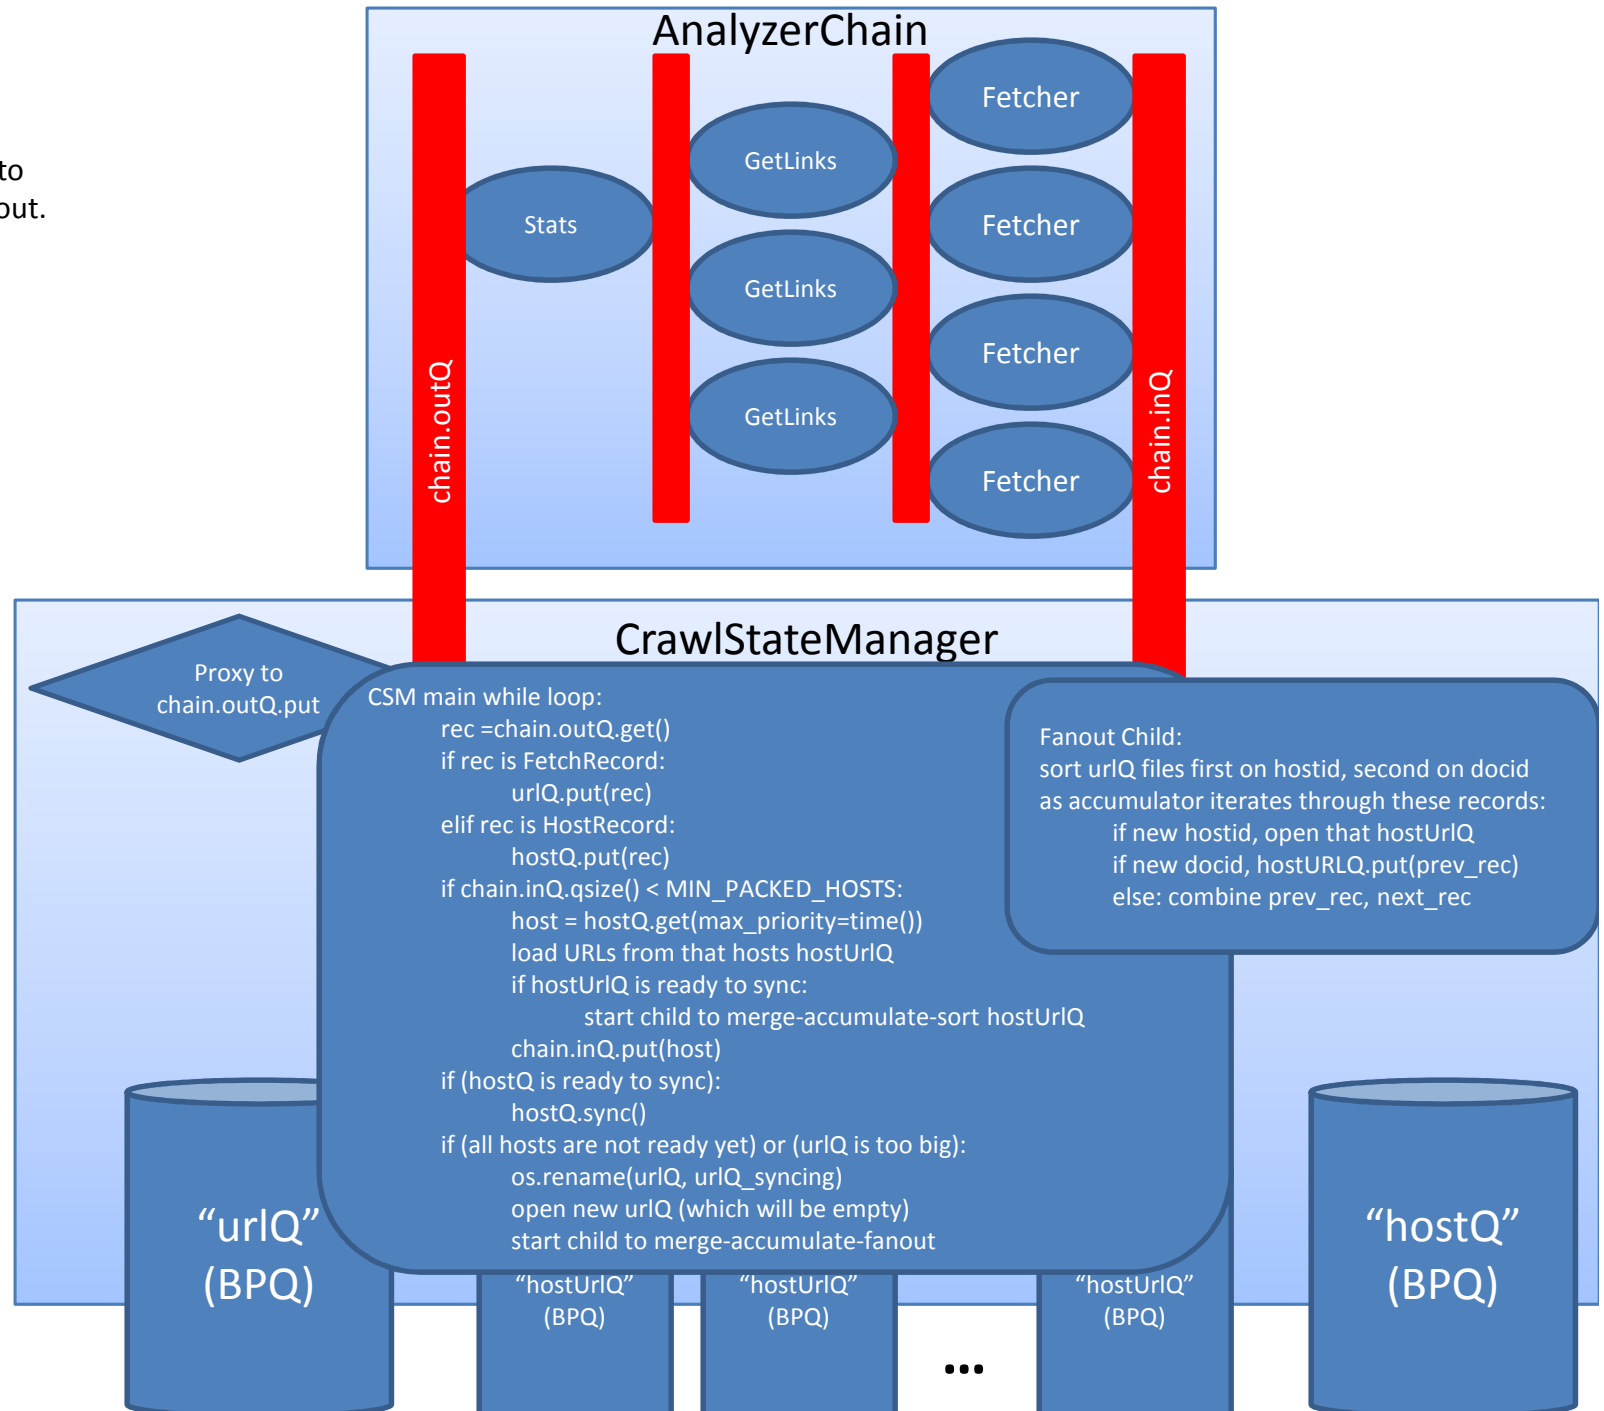 to
out.
AnalyzerChain
Fetcher
GetLinks
Fetcher
Stats
GetLinks
Fetcher
GetLinks
Fetcher
chain.outQ
chain.inQ
CrawlStateManager
Proxy to
chain.outQ.put
CSM main while loop:
rec =chain.outQ.get()
if rec is FetchRecord:
urlQ.put(rec)
elif rec is HostRecord:
hostQ.put(rec)
if chain.inQ.qsize() < MIN_PACKED_HOSTS:
host = hostQ.get(max_priority=time())
load URLs from that hosts hostUrlQ
if hostUrlQ is ready to sync:
start child to merge-accumulate-sort hostUrlQ
chain.inQ.put(host)
if (hostQ is ready to sync):
hostQ.sync()
if (all hosts are not ready yet) or (urlQ is too big):
os.rename(urlQ, urlQ_syncing)
open new urlQ (which will be empty)
start child to merge-accumulate-fanout
Fanout Child:
sort urlQ files first on hostid, second on docid
as accumulator iterates through these records:
if new hostid, open that hostUrlQ
if new docid, hostURLQ.put(prev_rec)
else: combine prev_rec, next_rec
“urlQ”
(BPQ)
“hostUrlQ”
(BPQ)
“hostUrlQ”
(BPQ)
...
“hostUrlQ”
(BPQ)
“hostQ”
(BPQ)